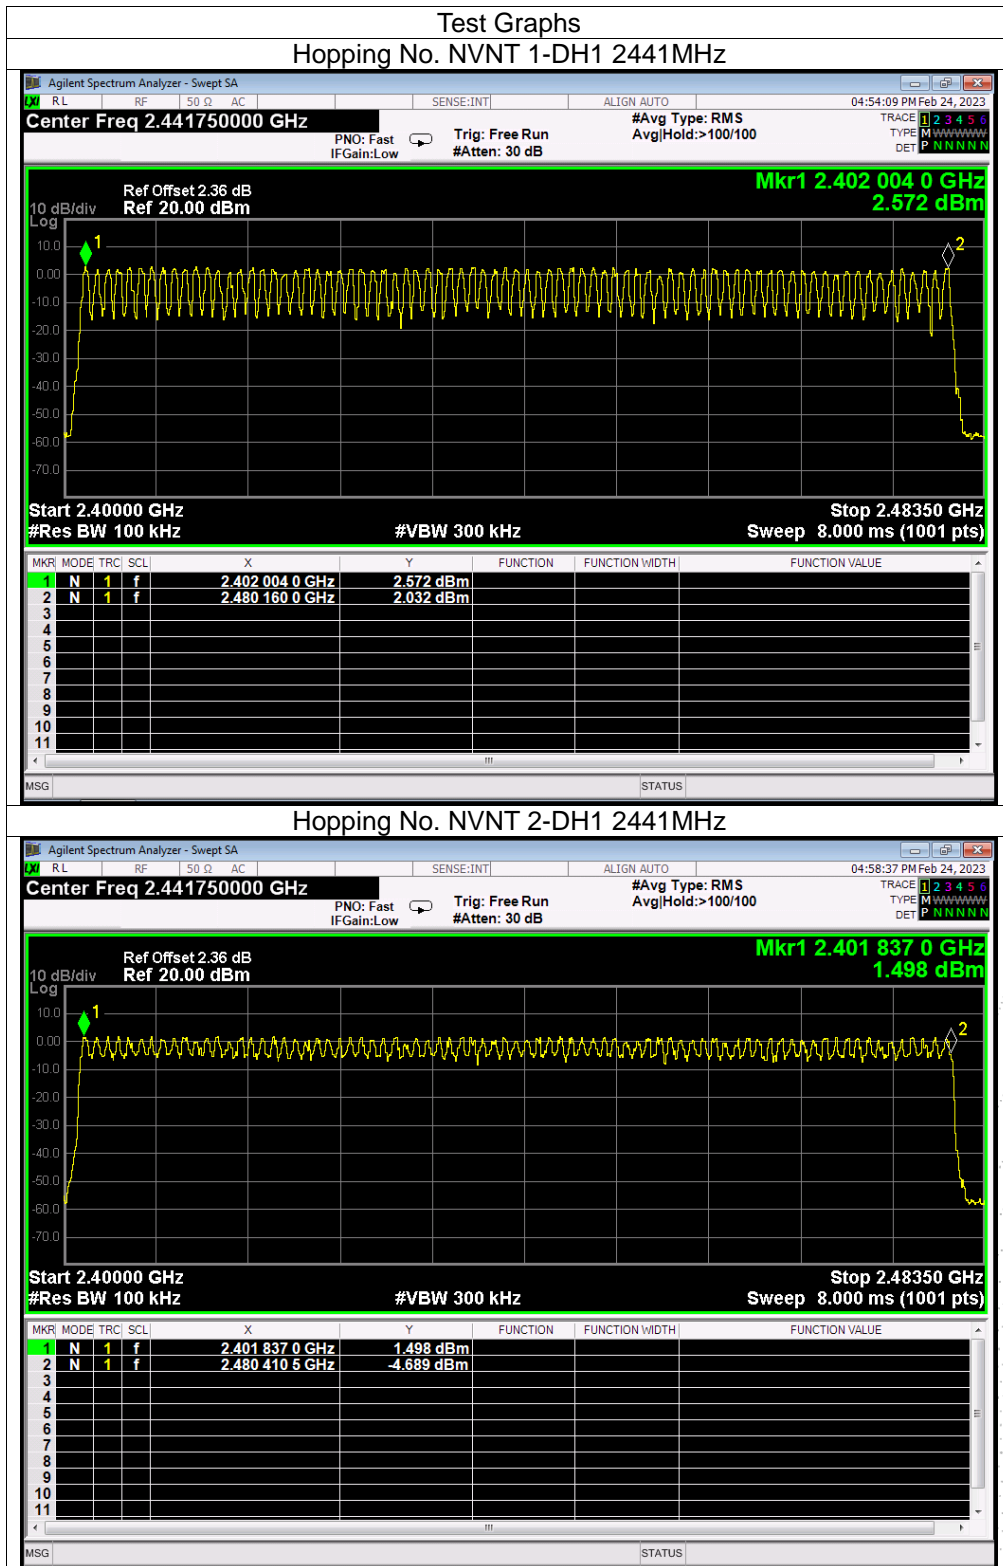 Test Graphs
Hopping No. NVNT 1-DH1 2441MHz
Agilent Spectrum Analyzer - Swept SA
LXI RL RF 50 Ω AC SENSE:INT ALIGN AUTO 04:54:09 PM Feb 24, 2023
Center Freq 2.441750000 GHz #Avg Type: RMS TRACE 1 2 3 4 5 6
PNO: Fast Trig: Free Run Avg|Hold:>100/100 TYPE M WWWWW
IFGain:Low #Atten: 30 dB DET P N N N N N
Mkr1 2.402 004 0 GHz
Ref Offset 2.36 dB
10 dB/div Ref 20.00 dBm 2.572 dBm
Log
10.0 1 2
0.00
-10.0
-20.0
-30.0
-40.0
-50.0
-60.0
-70.0
Start 2.40000 GHz Stop 2.48350 GHz
#Res BW 100 kHz #VBW 300 kHz Sweep 8.000 ms (1001 pts)
MKR MODE TRC SCL X Y FUNCTION FUNCTION WIDTH FUNCTION VALUE
1 N 1 f 2.402 004 0 GHz 2.572 dBm
2 N 1 f 2.480 160 0 GHz 2.032 dBm
3
4
5
6
7
8
9
10
11
MSG STATUS
Hopping No. NVNT 2-DH1 2441MHz
Agilent Spectrum Analyzer - Swept SA
LXI RL RF 50 Ω AC SENSE:INT ALIGN AUTO 04:58:37 PM Feb 24, 2023
Center Freq 2.441750000 GHz #Avg Type: RMS TRACE 1 2 3 4 5 6
PNO: Fast Trig: Free Run Avg|Hold:>100/100 TYPE M WWWWW
IFGain:Low #Atten: 30 dB DET P N N N N N
Mkr1 2.401 837 0 GHz
Ref Offset 2.36 dB
10 dB/div Ref 20.00 dBm 1.498 dBm
Log
10.0 1 2
0.00
-10.0
-20.0
-30.0
-40.0
-50.0
-60.0
-70.0
Start 2.40000 GHz Stop 2.48350 GHz
#Res BW 100 kHz #VBW 300 kHz Sweep 8.000 ms (1001 pts)
MKR MODE TRC SCL X Y FUNCTION FUNCTION WIDTH FUNCTION VALUE
1 N 1 f 2.401 837 0 GHz 1.498 dBm
2 N 1 f 2.480 410 5 GHz -4.689 dBm
3
4
5
6
7
8
9
10
11
MSG STATUS